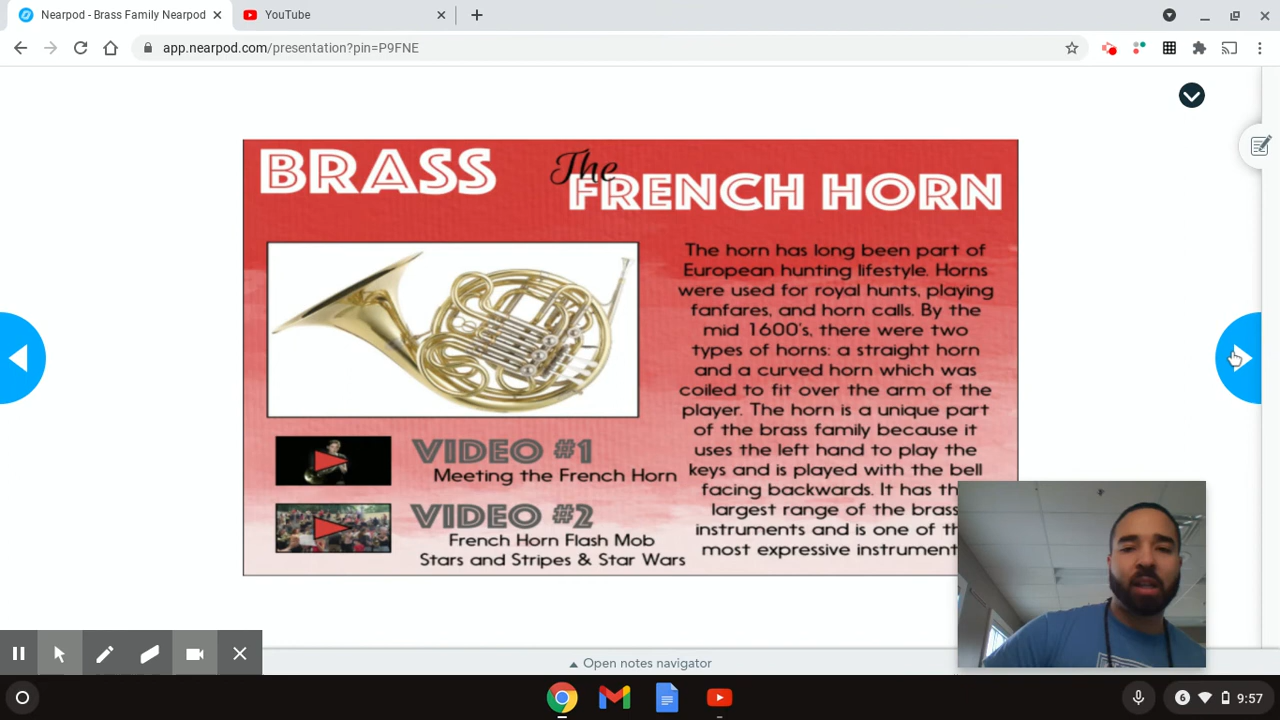 Nearpod - Brass Family Nearpod
YouTube
app.nearpod.com/presentation?pin=P9FNE
BRASS
The
FRENCH HORN
The horn has long been part of
European hunting lifestyle. Horns
were used for royal hunts, playing
fanfares, and horn calls. By the
mid 1600's, there were two
types of horns: a straight horn
and a curved horn which was
coiled to fit over the arm of the
player. The horn is a unique part
of the brass family because it
uses the left hand to play the
keys and is played with the bell
facing backwards. It has th
largest range of the brass
instruments and is one of th
most expressive instrument
VIDEO #1
Meeting the French Horn
VIDEO #2
French Horn Flash Mob
Stars and Stripes & Star Wars
Open notes navigator
6
9:57